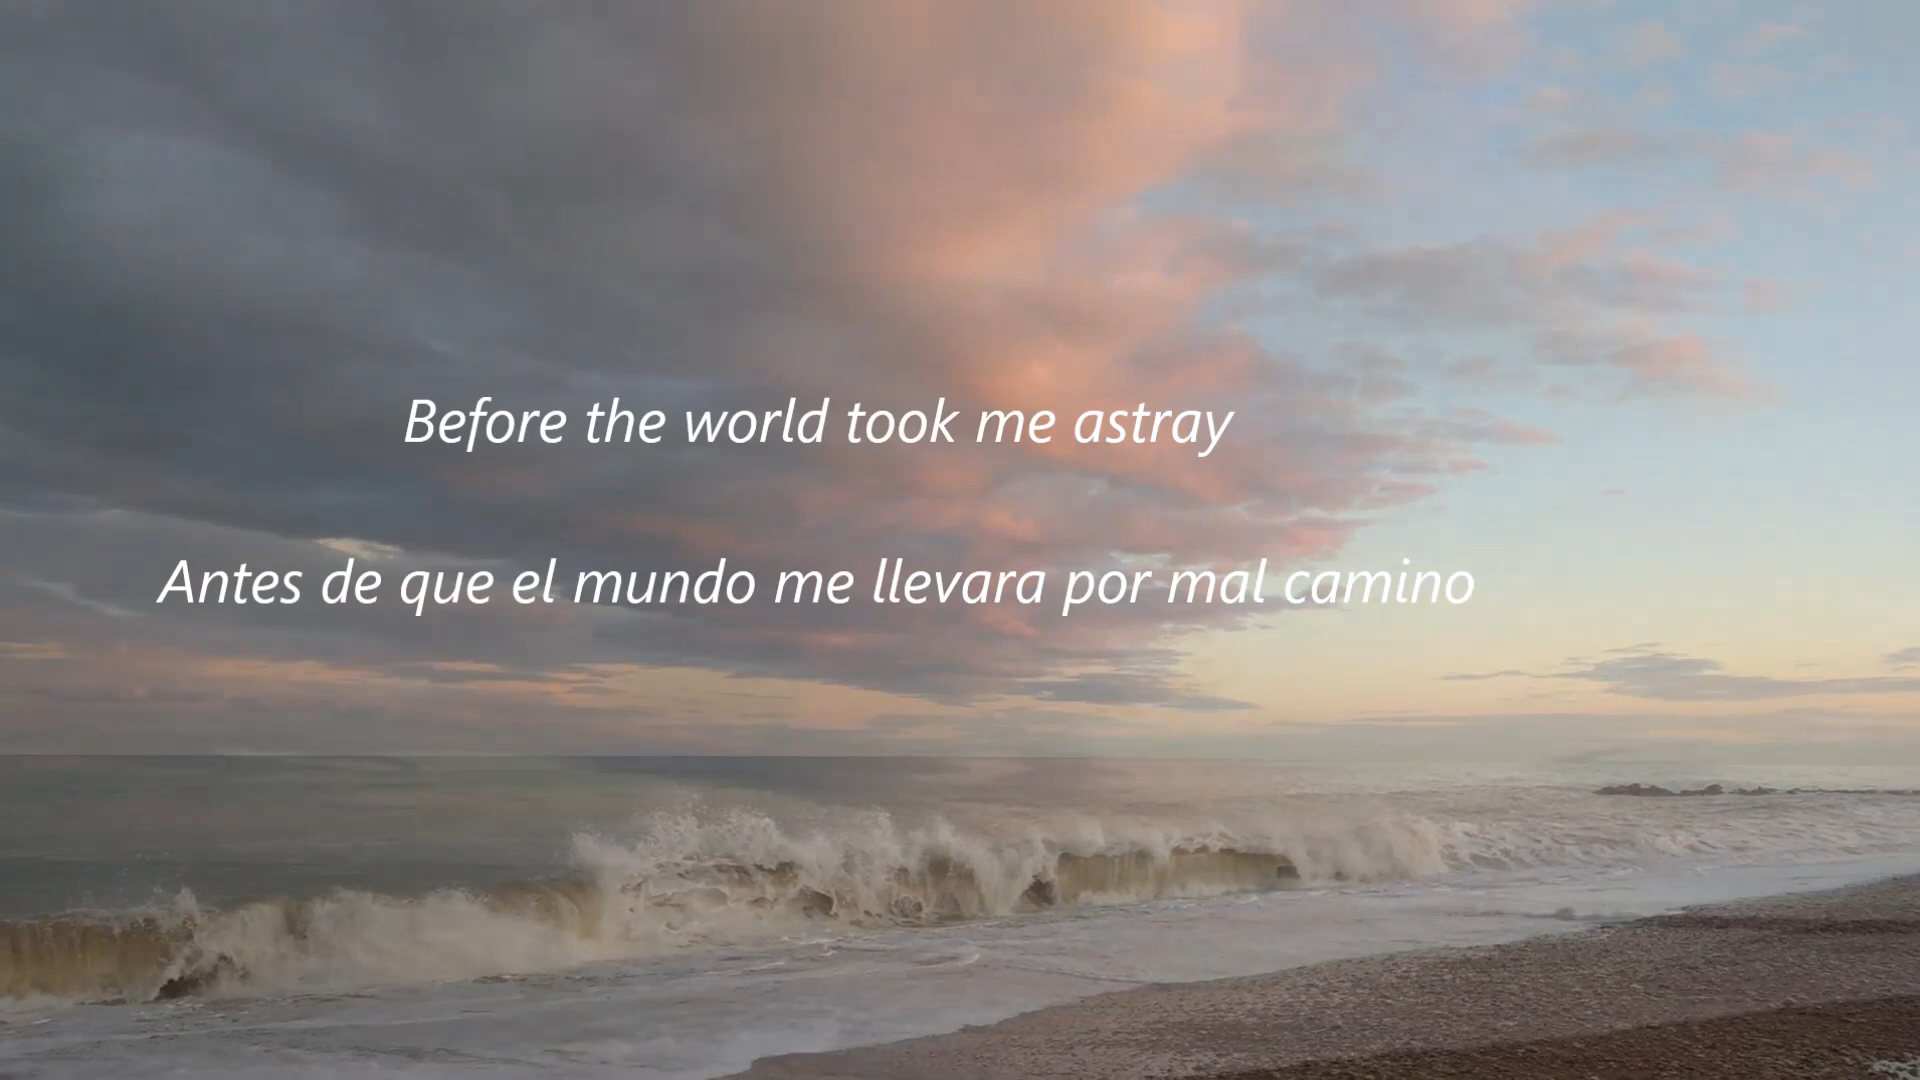 Before the world took me astray
Antes de que el mundo me llevara por mal camino